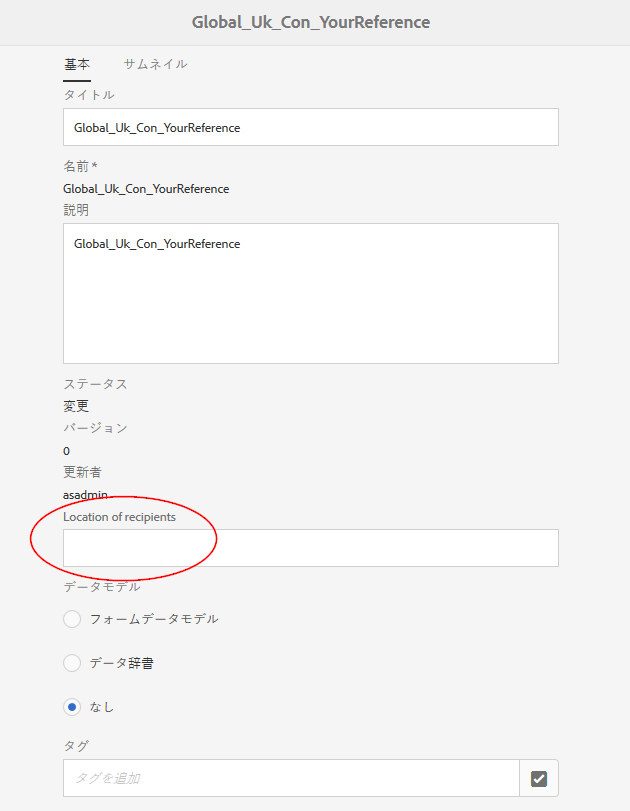 Global_Uk_Con_YourReference
基本 サムネイル
タイトル
Global_Uk_Con_YourReference
名前 *
Global_Uk_Con_YourReference
説明
Global_Uk_Con_YourReference
ステータス
変更
バージョン
0
更新者
asadmin
Location of recipients
データモデル
フォームデータモデル
データ辞書
なし
タグ
タグを追加